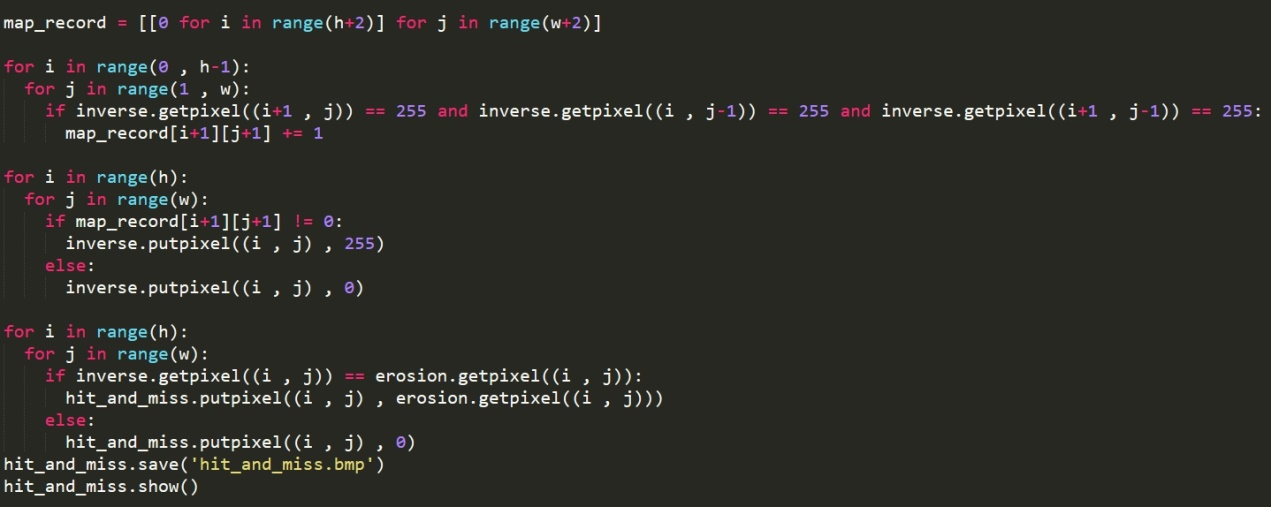 map_record = [[0 for i in range(h+2)] for j in range(w+2)]

for i in range(0 , h-1):
  for j in range(1 , w):
    if inverse.getpixel((i+1 , j)) == 255 and inverse.getpixel((i , j-1)) == 255 and inverse.getpixel((i+1 , j-1)) == 255:
      map_record[i+1][j+1] += 1

for i in range(h):
  for j in range(w):
    if map_record[i+1][j+1] != 0:
      inverse.putpixel((i , j) , 255)
    else:
      inverse.putpixel((i , j) , 0)

for i in range(h):
  for j in range(w):
    if inverse.getpixel((i , j)) == erosion.getpixel((i , j)):
      hit_and_miss.putpixel((i , j) , erosion.getpixel((i , j)))
    else:
      hit_and_miss.putpixel((i , j) , 0)
hit_and_miss.save('hit_and_miss.bmp')
hit_and_miss.show()